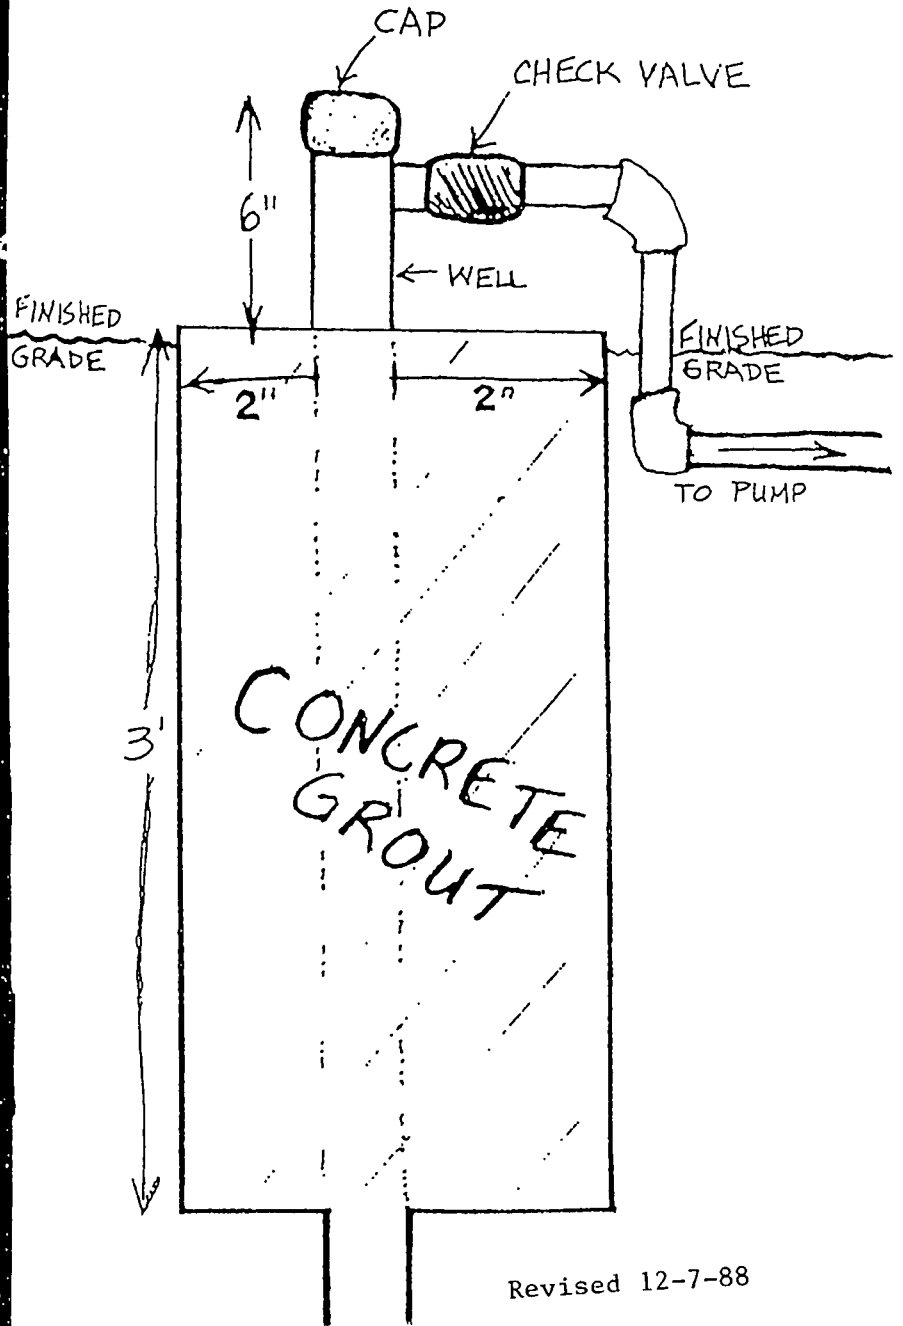 CAP
CHECK VALVE
6"
WELL
FINISHED
GRADE
FINISHED
GRADE
2"
2"
TO PUMP
3'
CONCRETE
GROUT
Revised 12-7-88